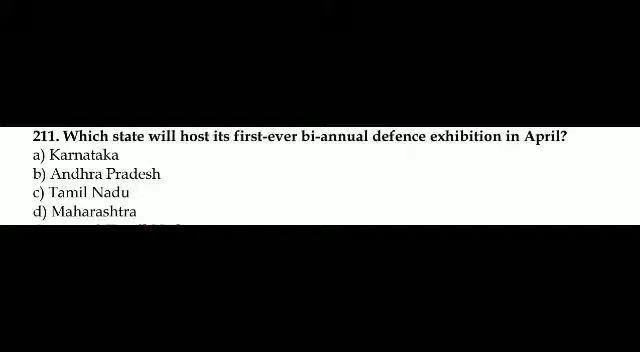 211. Which state will host its first-ever bi-annual defence exhibition in April?
a) Karnataka
b) Andhra Pradesh
c) Tamil Nadu
d) Maharashtra